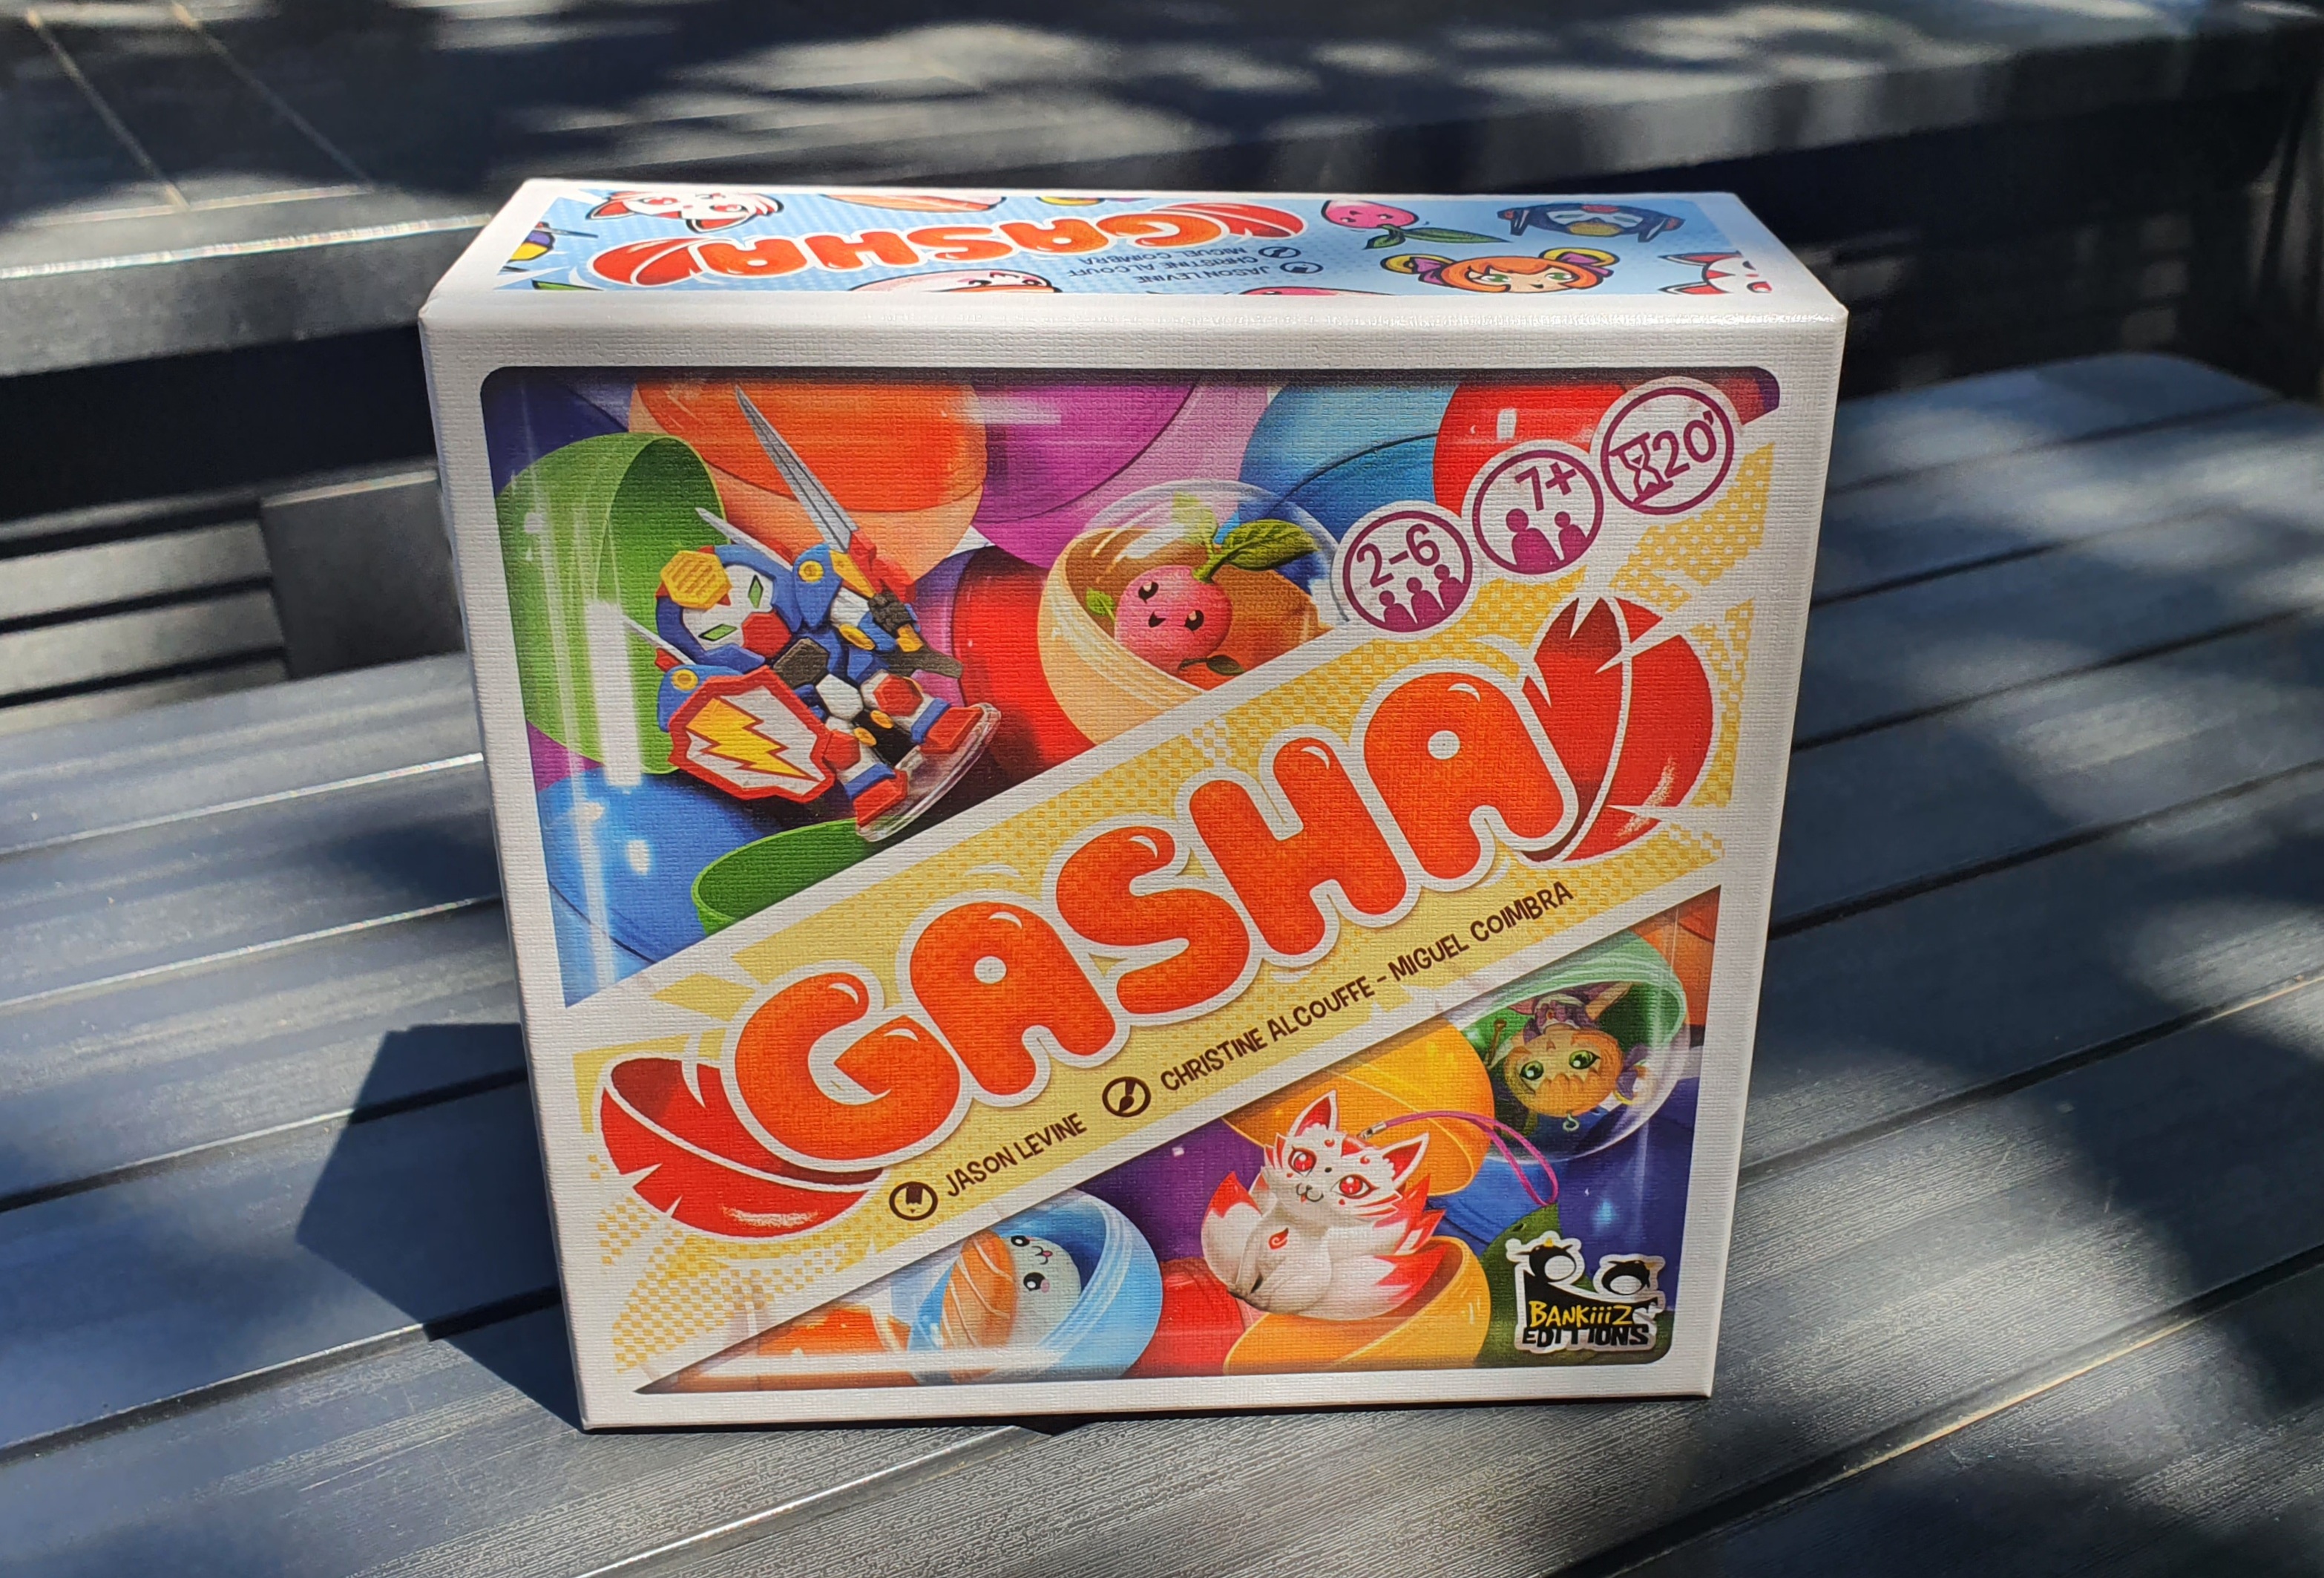 GASHA
JASON LEVINE
CHRISTINE ALCOUFF
MIGUEL COIMBRA
2-6
7+
20'
GASHA
JASON LEVINE CHRISTINE ALCOUFFE - MIGUEL COIMBRA
BANKiiiZ
EDITIONS